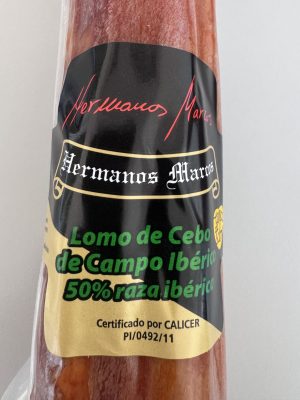 Hermanos Marcos
Hermanos Marcos
Lomo de Cebo
de Campo Ibérico
50% raza ibérica
Certificado por CALICER
PI/0492/11